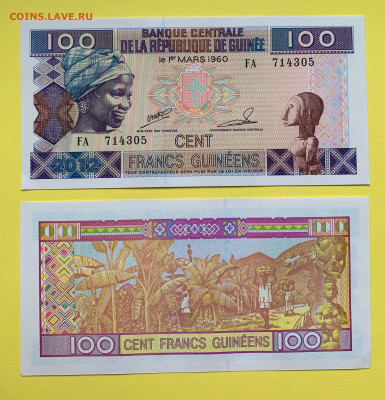 COINS.LAVE.RU
100 BANQUE CENTRALE 100
DE LA RÉPUBLIQUE DE GUINÉE
le 1er MARS 1960
FA 714305
FA 714305
CENT
2012 FRANCS GUINÉENS
TOUT CONTREFACTEUR SERA PUNI PAR LA LOI EN VIGUEUR
100 CENT FRANCS GUINÉENS 100